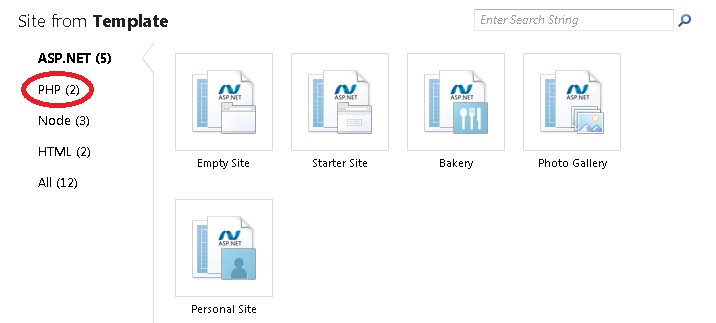 Site from Template
Enter Search String
ASP.NET (5)
PHP (2)
Node (3)
HTML (2)
All (12)
ASP.NET
ASP.NET
ASP.NET
ASP.NET
Empty Site
Starter Site
Bakery
Photo Gallery
ASP.NET
Personal Site